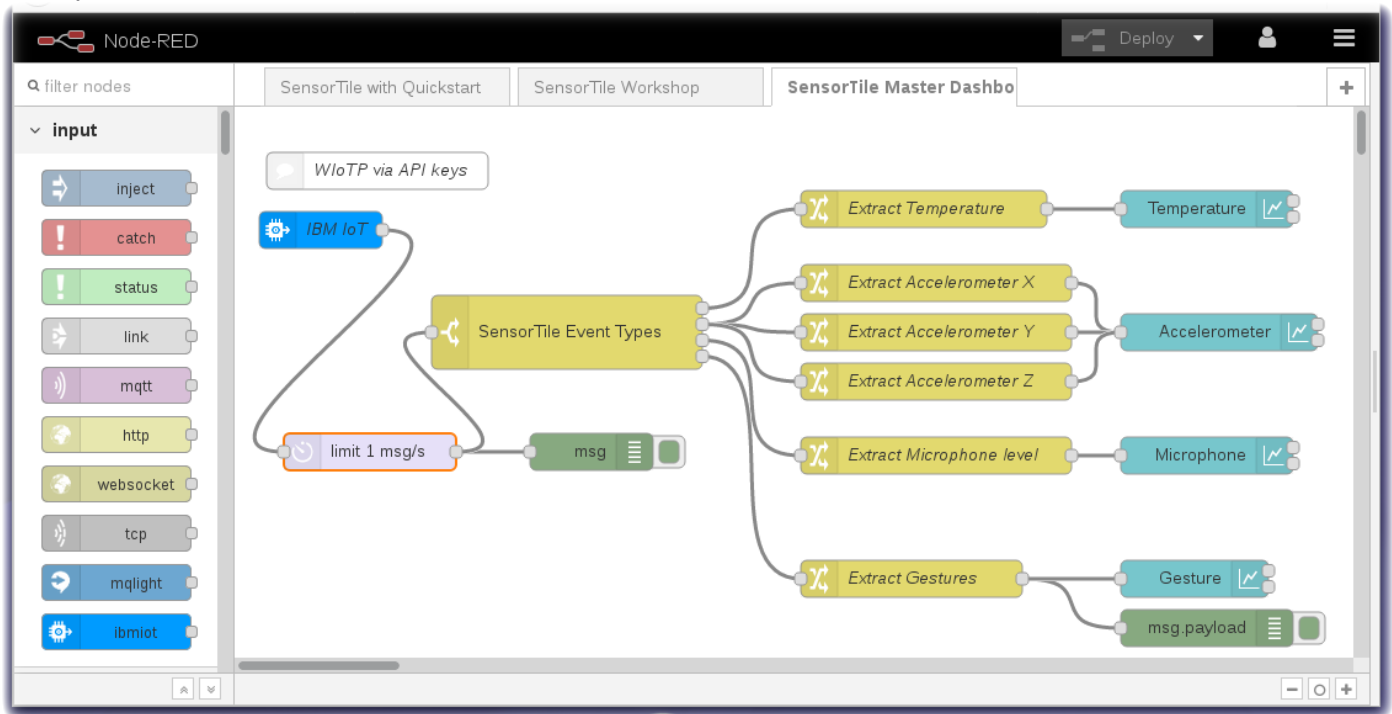 Node-RED
Deploy
filter nodes
SensorTile with Quickstart
SensorTile Workshop
SensorTile Master Dashbo
input
inject
catch
status
link
mqtt
http
websocket
tcp
mqlight
ibmiot
WIoTP via API keys
IBM IoT
SensorTile Event Types
limit 1 msg/s
msg
Extract Temperature
Temperature
Extract Accelerometer X
Extract Accelerometer Y
Accelerometer
Extract Accelerometer Z
Extract Microphone level
Microphone
Extract Gestures
Gesture
msg.payload